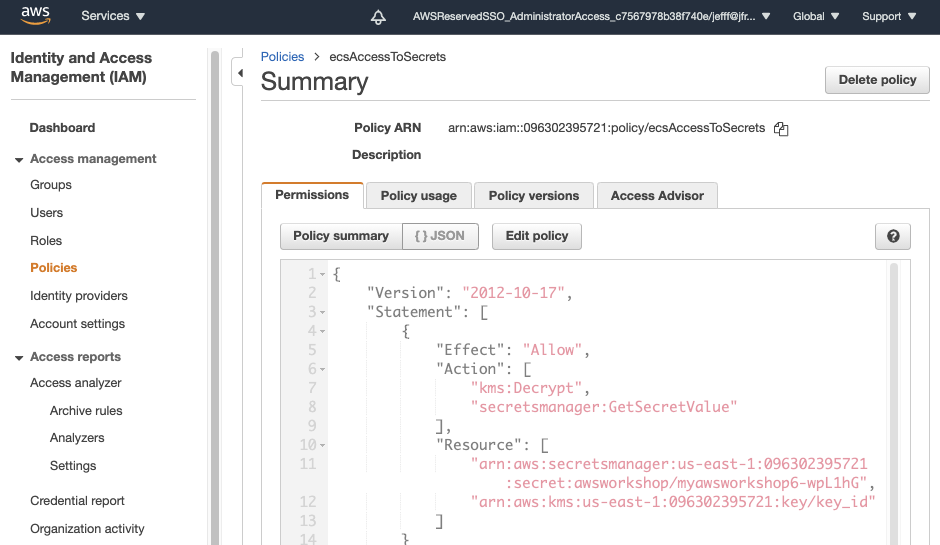 aws
Services
AWSReservedSSO_AdministratorAccess_c7567978b38f740e/jefff@jfr...
Global
Support
Identity and Access
Management (IAM)
Dashboard
Access management
Groups
Users
Roles
Policies
Identity providers
Account settings
Access reports
Access analyzer
Archive rules
Analyzers
Settings
Credential report
Organization activity
Policies > ecsAccessToSecrets
Summary
Delete policy
Policy ARN arn:aws:iam::096302395721:policy/ecsAccessToSecrets
Description
Permissions Policy usage Policy versions Access Advisor
Policy summary { } JSON Edit policy ?
1 {
2 "Version": "2012-10-17",
3 "Statement": [
4 {
5 "Effect": "Allow",
6 "Action": [
7 "kms:Decrypt",
8 "secretsmanager:GetSecretValue"
9 ],
10 "Resource": [
11 "arn:aws:secretsmanager:us-east-1:096302395721
:secret:awsworkshop/myawsworkshop6-wpL1hG",
12 "arn:aws:kms:us-east-1:096302395721:key/key_id"
13 ]
14 }